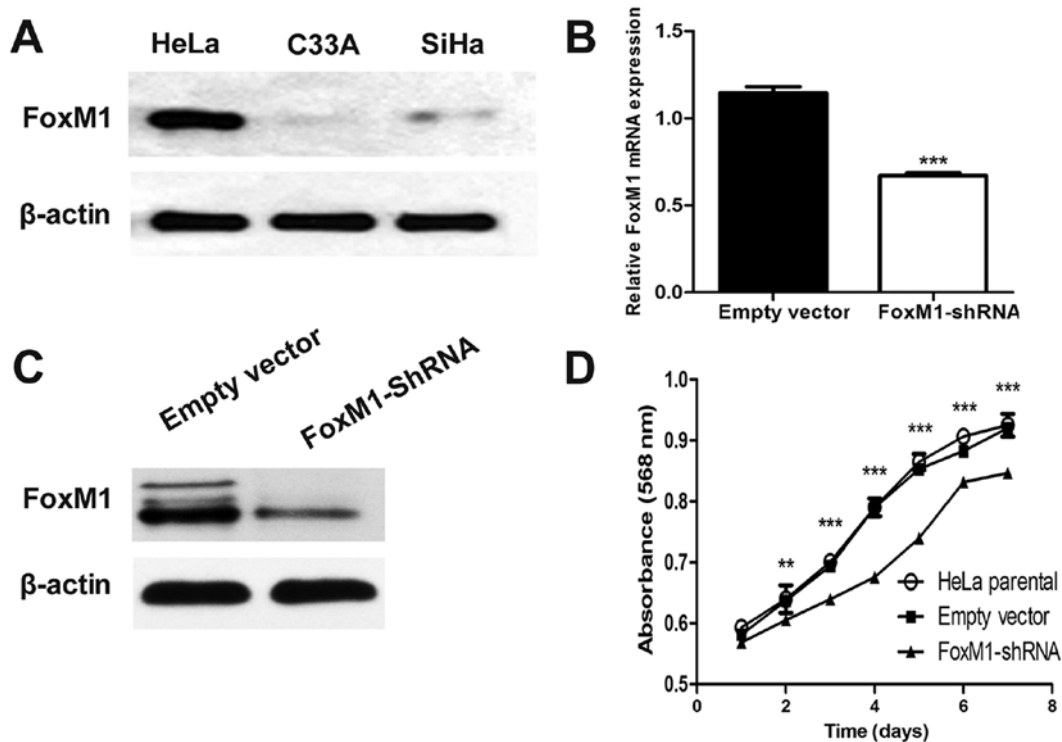 A
HeLa C33A SiHa
FoxM1
β-actin
B
Relative FoxM1 mRNA expression
1.5
1.0
0.5
0.0
***
Empty vector FoxM1-shRNA
C
Empty vector
FoxM1-ShRNA
FoxM1
β-actin
D
Absorbance (568 nm)
1.0
0.9
0.8
0.7
0.6
0.5
** *** *** *** *** ***
HeLa parental
Empty vector
FoxM1-shRNA
0 2 4 6 8
Time (days)